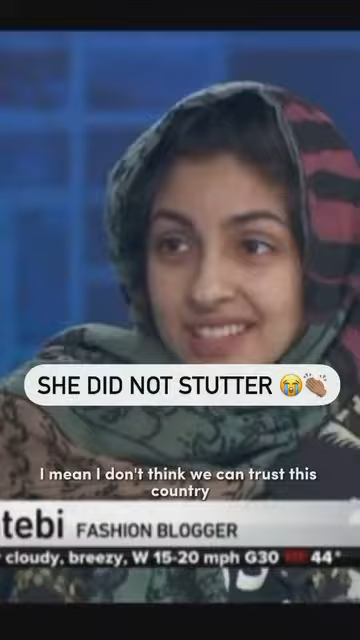 SHE DID NOT STUTTER 😭👏🏽
I mean I don't think we can trust this
country
tebi FASHION BLOGGER
cloudy, breezy, W 15-20 mph G30 44°